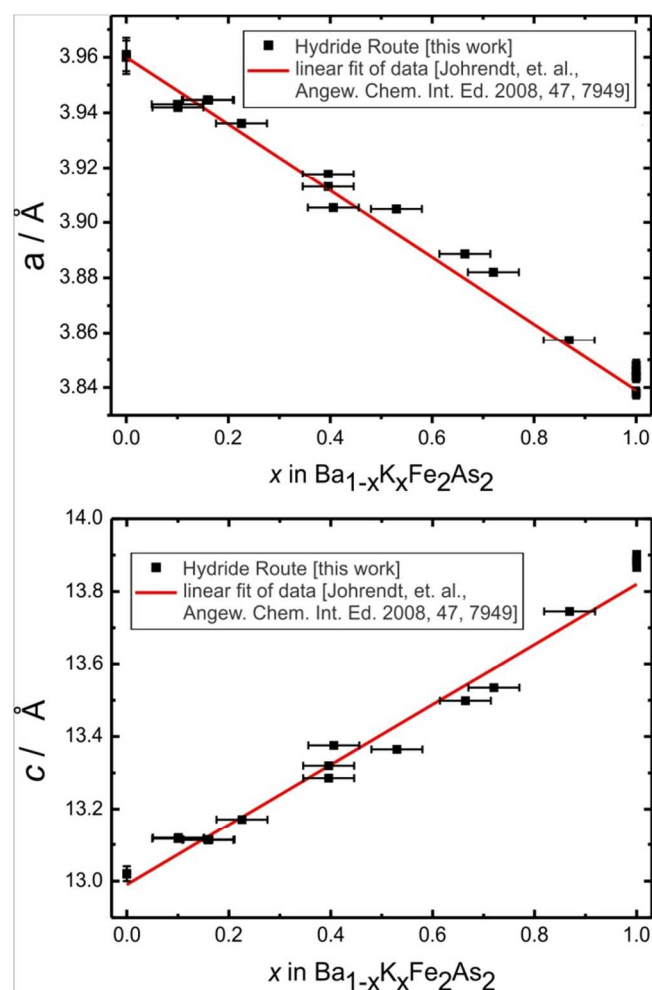 3.96
3.94
3.92
3.90
3.88
3.86
3.84
a / Å
Hydride Route [this work]
linear fit of data [Johrendt, et. al.,
Angew. Chem. Int. Ed. 2008, 47, 7949]
0.0 0.2 0.4 0.6 0.8 1.0
x in Ba1-xKxFe2As2
14.0
13.8
13.6
13.4
13.2
13.0
c / Å
Hydride Route [this work]
linear fit of data [Johrendt, et. al.,
Angew. Chem. Int. Ed. 2008, 47, 7949]
0.0 0.2 0.4 0.6 0.8 1.0
x in Ba1-xKxFe2As2